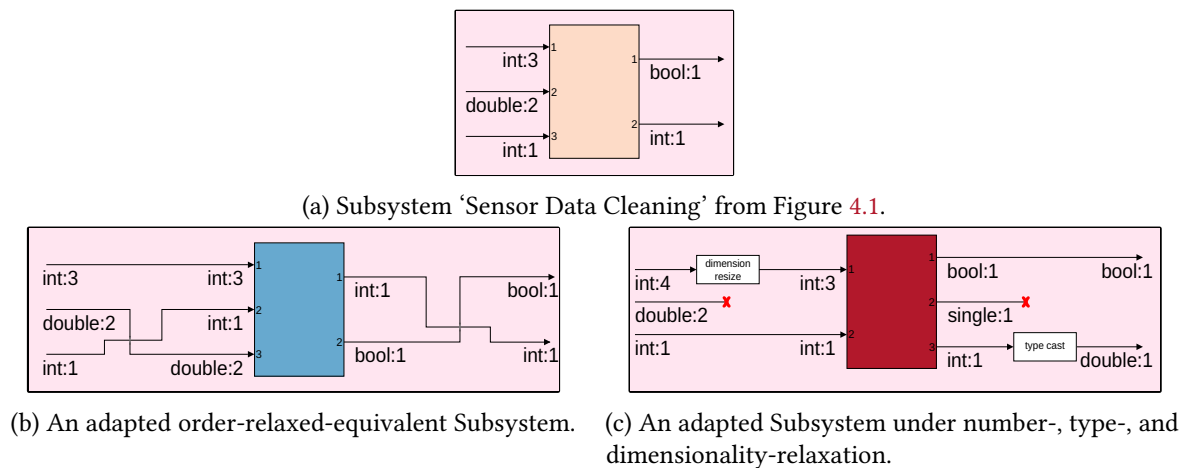 1
int:3
2
double:2
3
int:1
1
bool:1
2
int:1
(a) Subsystem ‘Sensor Data Cleaning’ from Figure 4.1.
int:3
int:3
1
double:2
int:1
2
int:1
double:2
3
1
int:1
bool:1
2
bool:1
int:1
(b) An adapted order-relaxed-equivalent Subsystem.
int:4
dimension
resize
int:3
1
double:2
int:1
int:1
2
1
bool:1
bool:1
2
single:1
3
int:1
type cast
double:1
(c) An adapted Subsystem under number-, type-, and
dimensionality-relaxation.